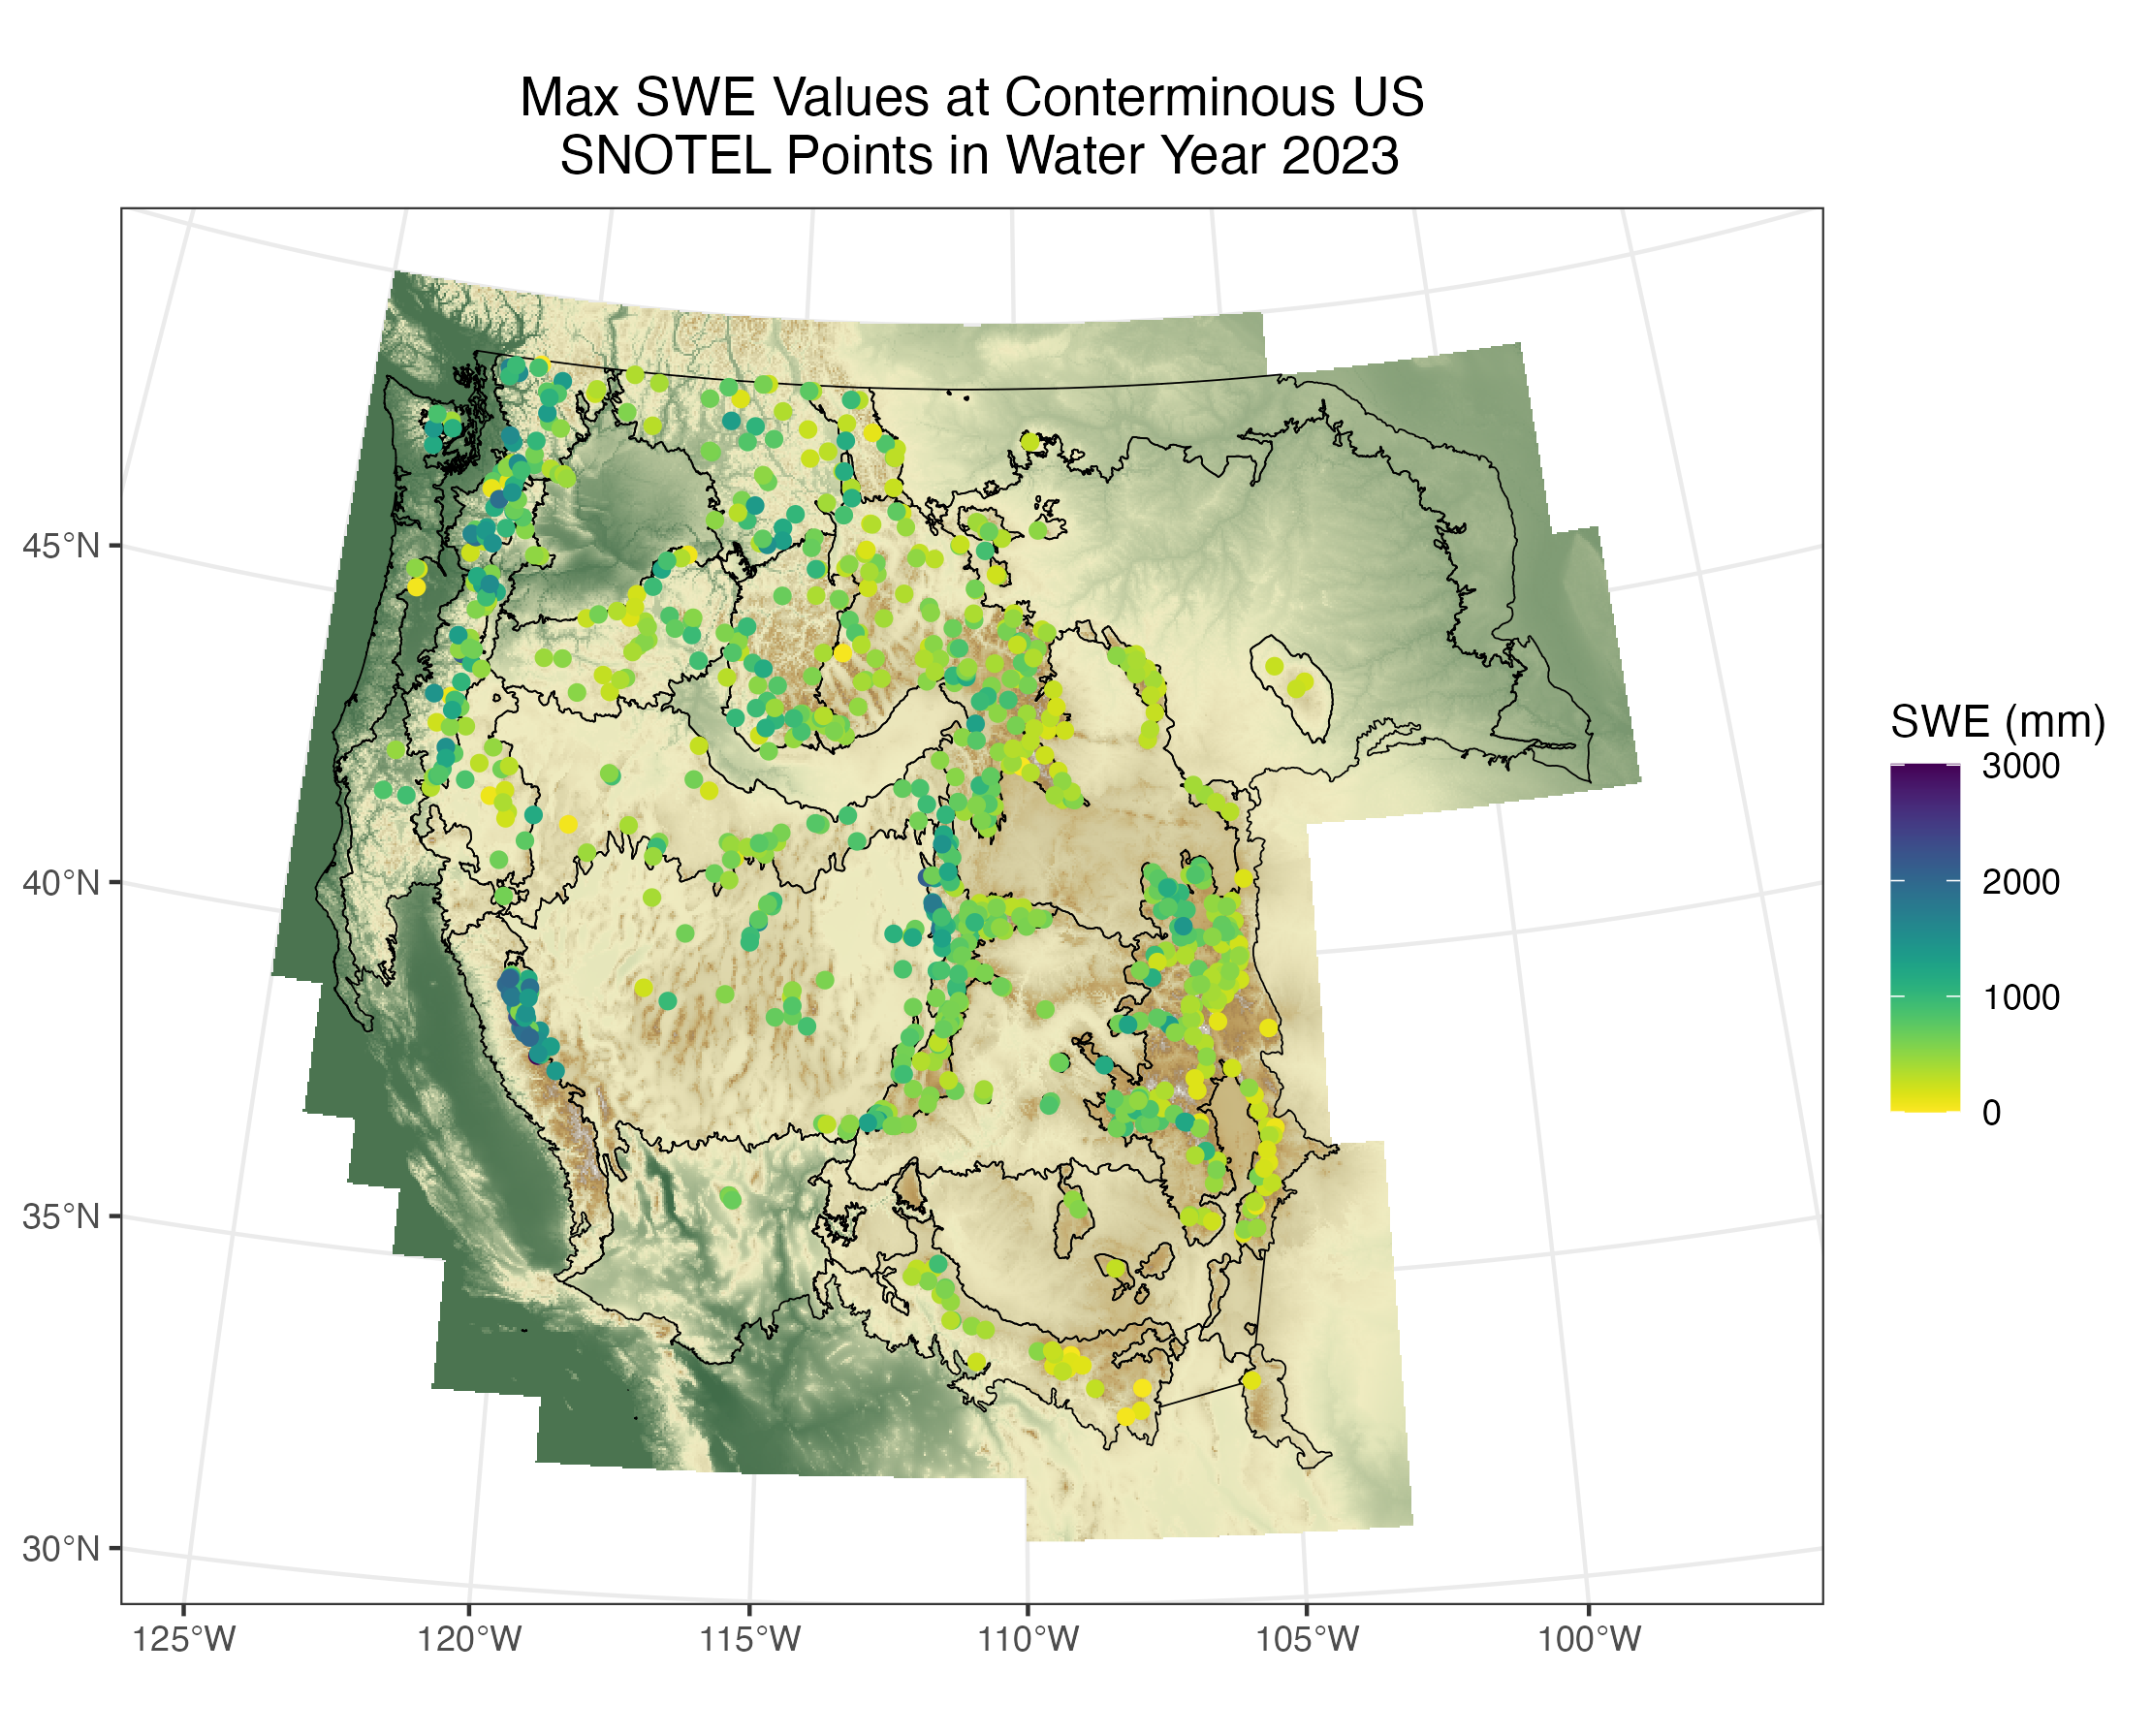 Max SWE Values at Conterminous US
SNOTEL Points in Water Year 2023
45°N
40°N
35°N
30°N
125°W
120°W
115°W
110°W
105°W
100°W
SWE (mm)
3000
2000
1000
0